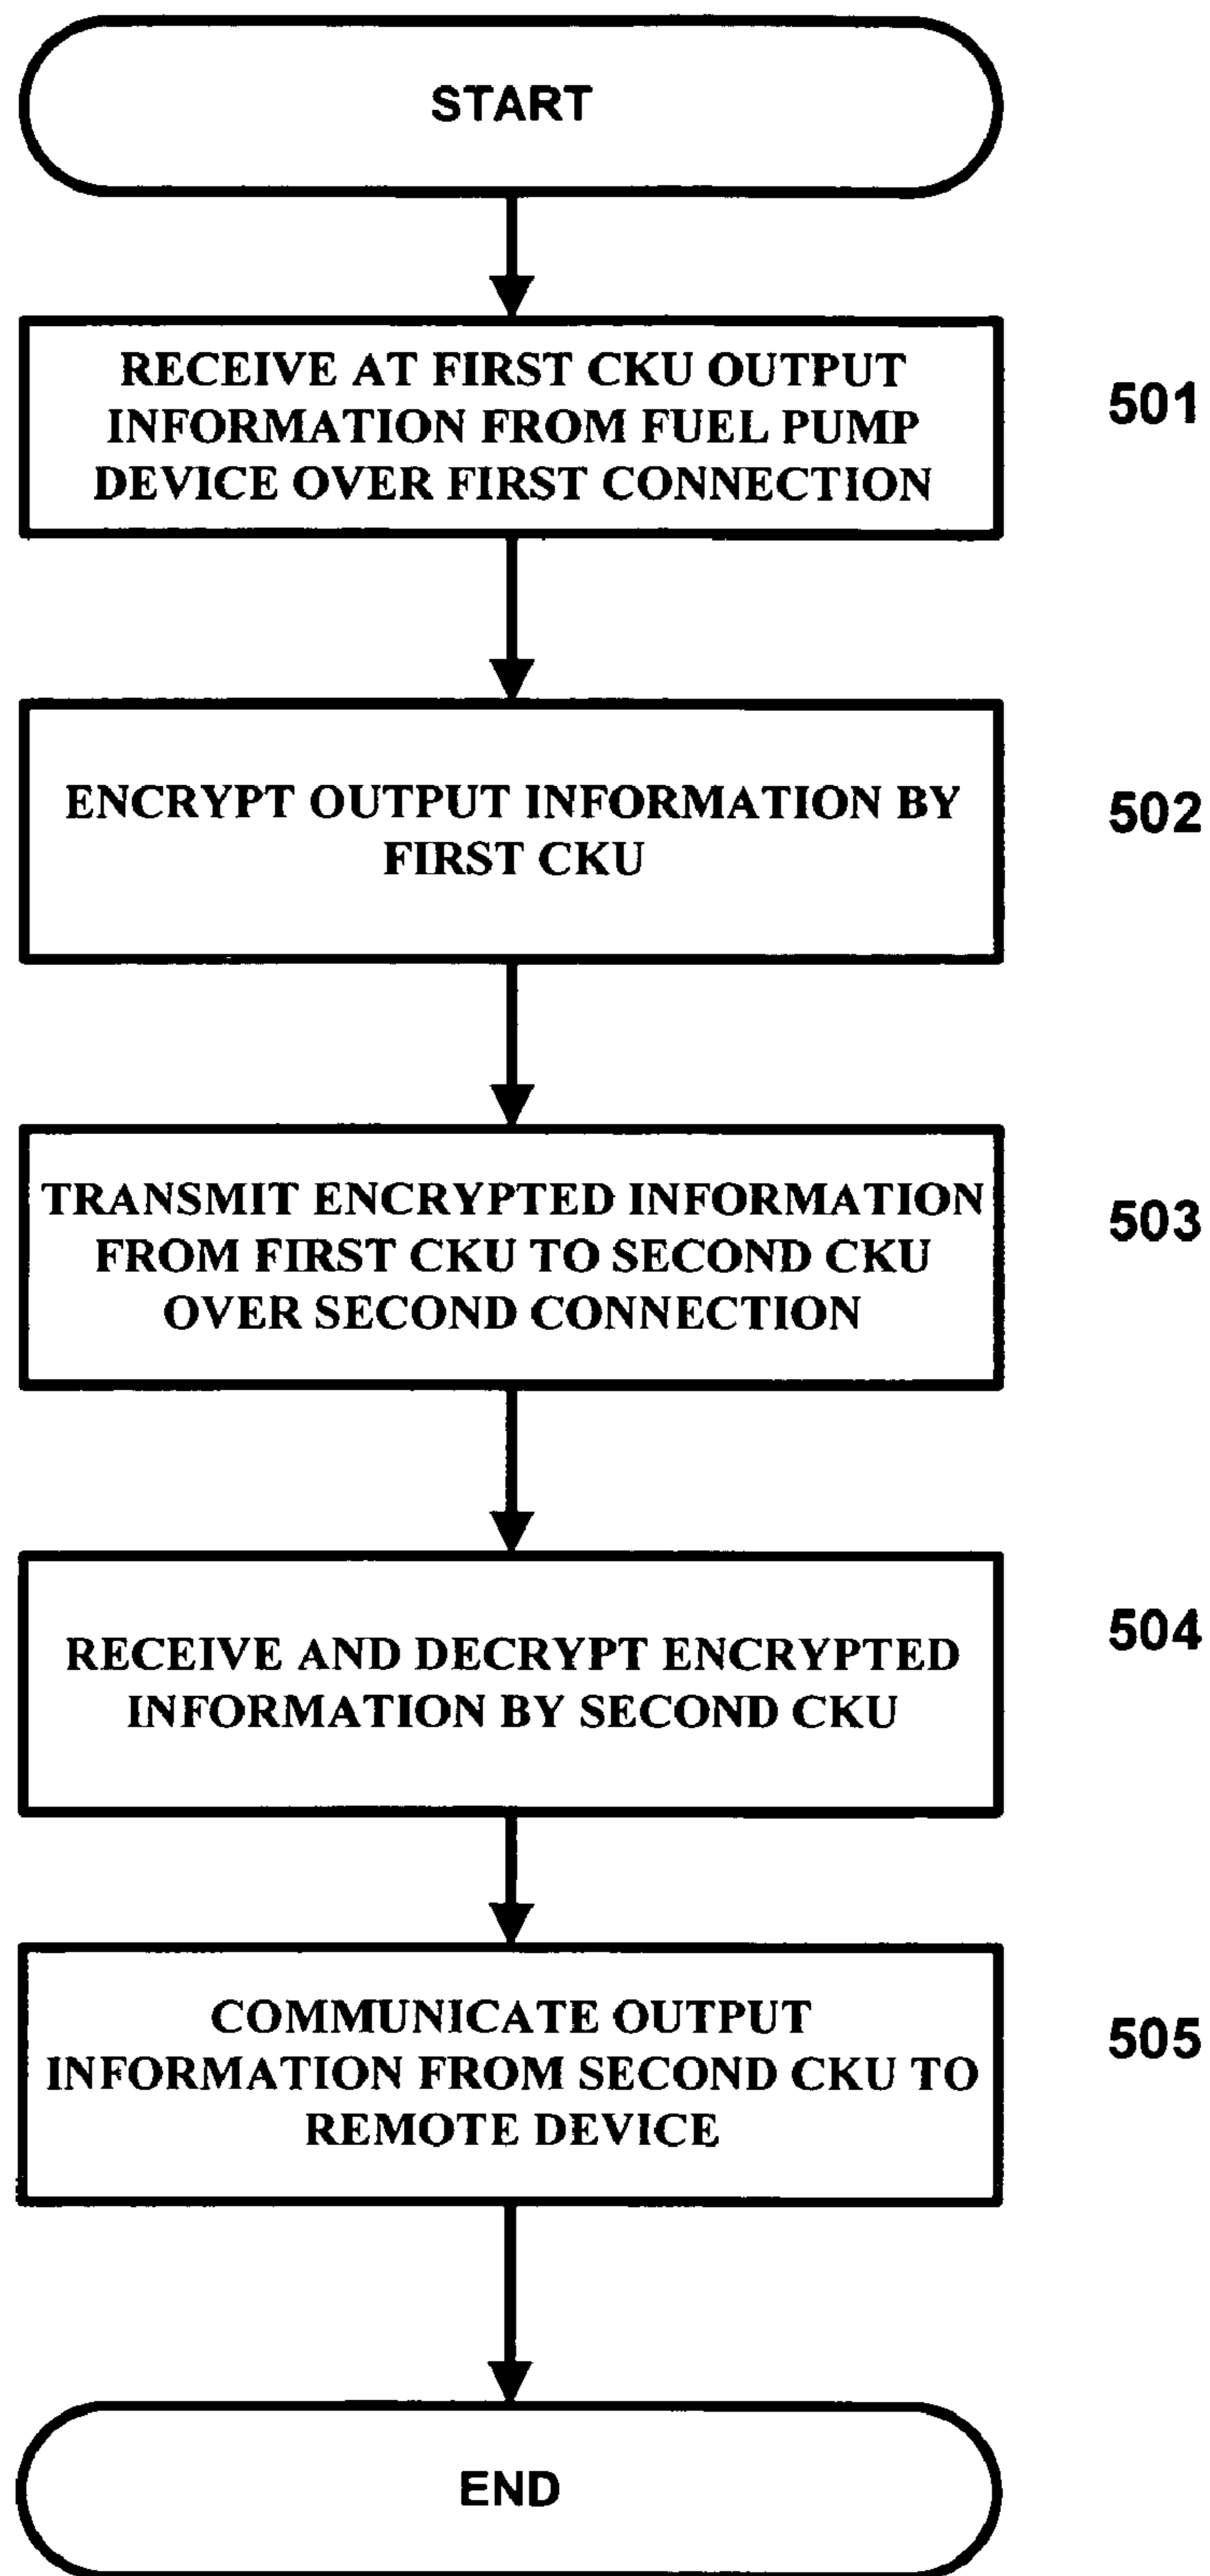 START
RECEIVE AT FIRST CKU OUTPUT
INFORMATION FROM FUEL PUMP
DEVICE OVER FIRST CONNECTION
501
ENCRYPT OUTPUT INFORMATION BY
FIRST CKU
502
TRANSMIT ENCRYPTED INFORMATION
FROM FIRST CKU TO SECOND CKU
OVER SECOND CONNECTION
503
RECEIVE AND DECRYPT ENCRYPTED
INFORMATION BY SECOND CKU
504
COMMUNICATE OUTPUT
INFORMATION FROM SECOND CKU TO
REMOTE DEVICE
505
END